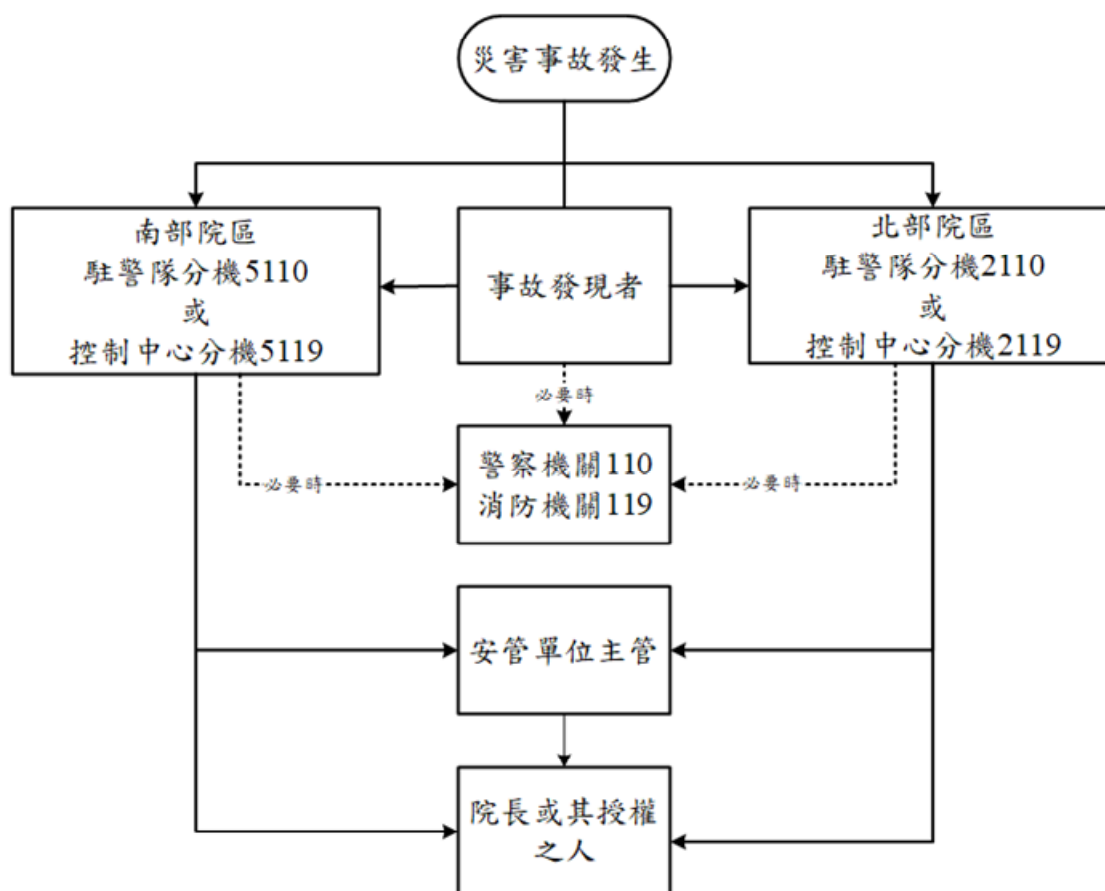 災害事故發生
南部院區
駐警隊分機5110
或
控制中心分機5119
事故發現者
北部院區
駐警隊分機2110
或
控制中心分機2119
必要時
警察機關110
消防機關119
必要時
必要時
安管單位主管
院長或其授權
之人